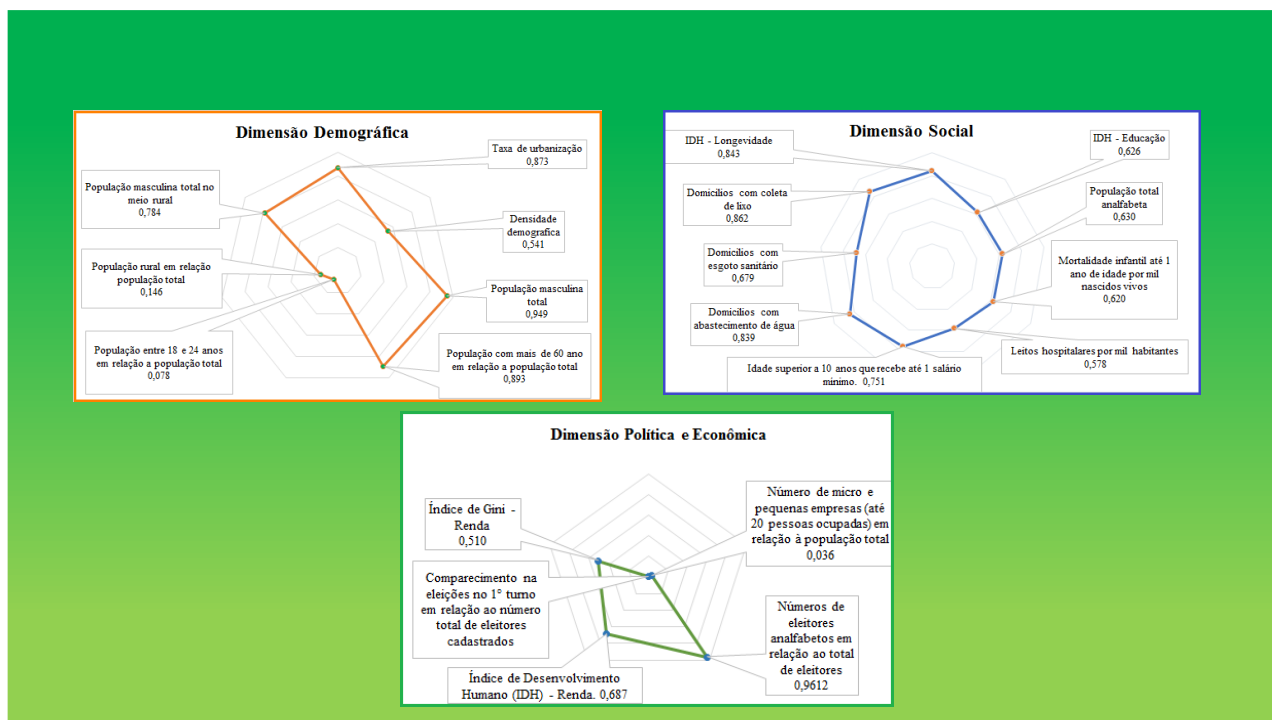 Dimensão Demográfica
Taxa de urbanização
0,873
Densidade
demografica
0,541
População masculina
total
0,949
População com mais de 60 ano
em relação a população total
0,893
População entre 18 e 24 anos
em relação a população total
0,078
População rural em relação
população total
0,146
População masculina total no
meio rural
0,784
Dimensão Social
IDH - Longevidade
0,843
IDH - Educação
0,626
População total
analfabeta
0,630
Mortalidade infantil até 1
ano de idade por mil
nascidos vivos
0,620
Leitos hospitalares por mil habitantes
0,578
Idade superior a 10 anos que recebe até 1 salário
mínimo. 0,751
Domicilios com
abastecimento de água
0,839
Domicilios com
esgoto sanitário
0,679
Domicilios com coleta
de lixo
0,862
Dimensão Política e Econômica
Número de micro e
pequenas empresas (até
20 pessoas ocupadas) em
relação à população total
0,036
Números de
eleitores
analfabetos em
relação ao total
de eleitores
0,9612
Índice de Desenvolvimento
Humano (IDH) - Renda. 0,687
Comparecimento na
eleições no 1° turno
em relação ao número
total de eleitores
cadastrados
Índice de Gini -
Renda
0,510